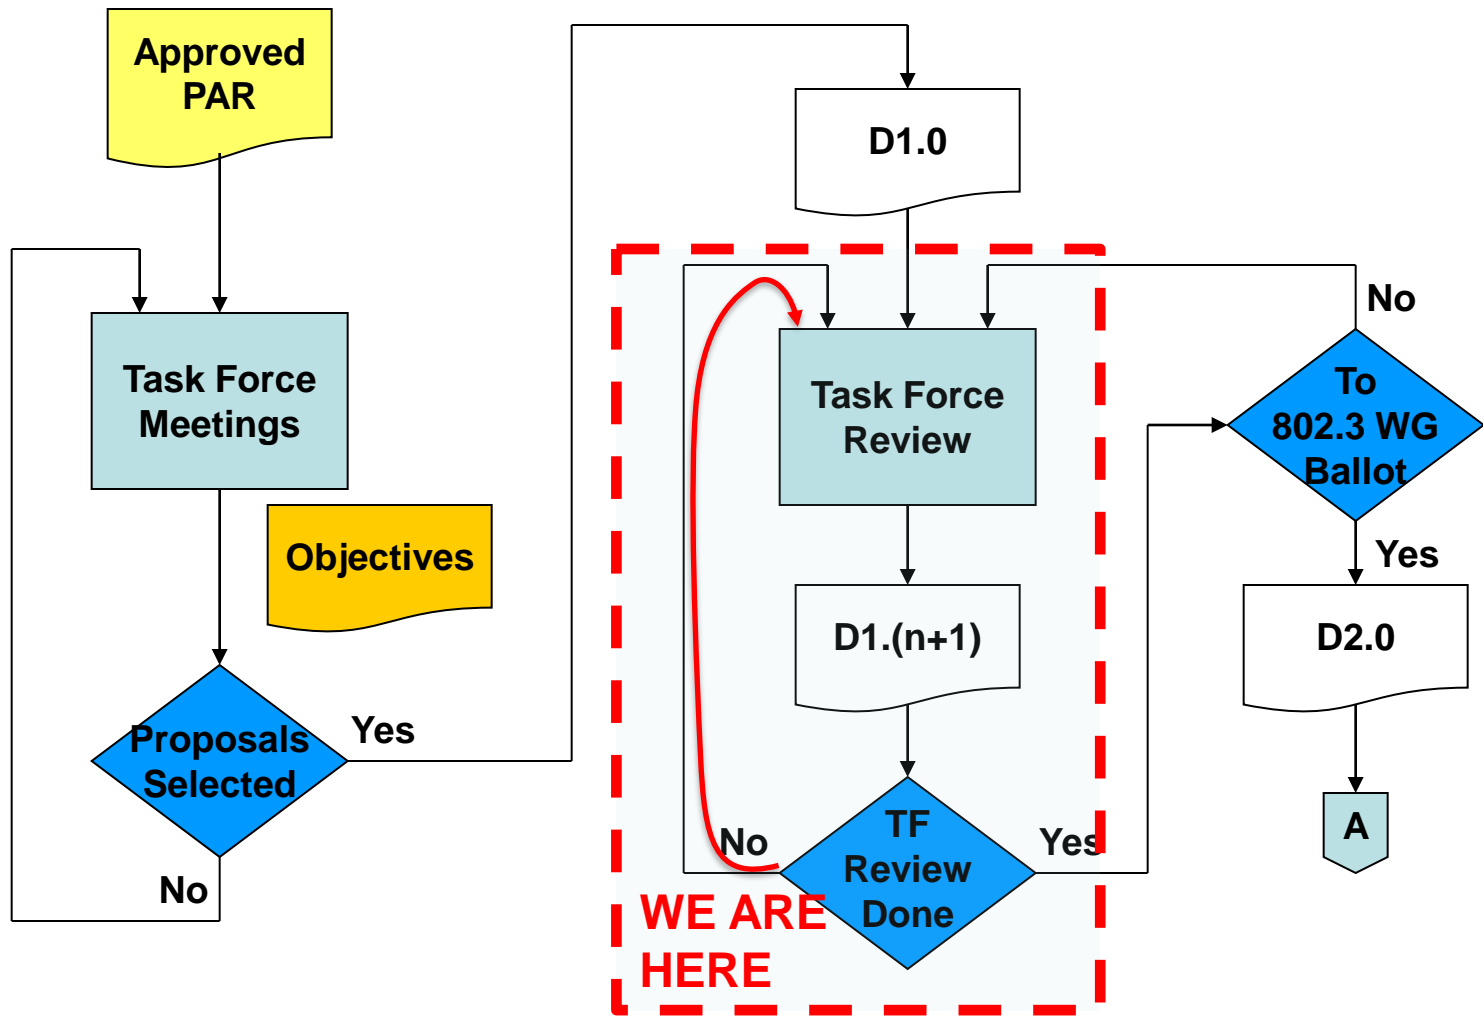 Approved
PAR
Task Force
Meetings
Objectives
Proposals
Selected
Yes
No
D1.0
Task Force
Review
D1.(n+1)
TF
Review
Done
No
Yes
WE ARE
HERE
To
802.3 WG
Ballot
No
Yes
D2.0
A